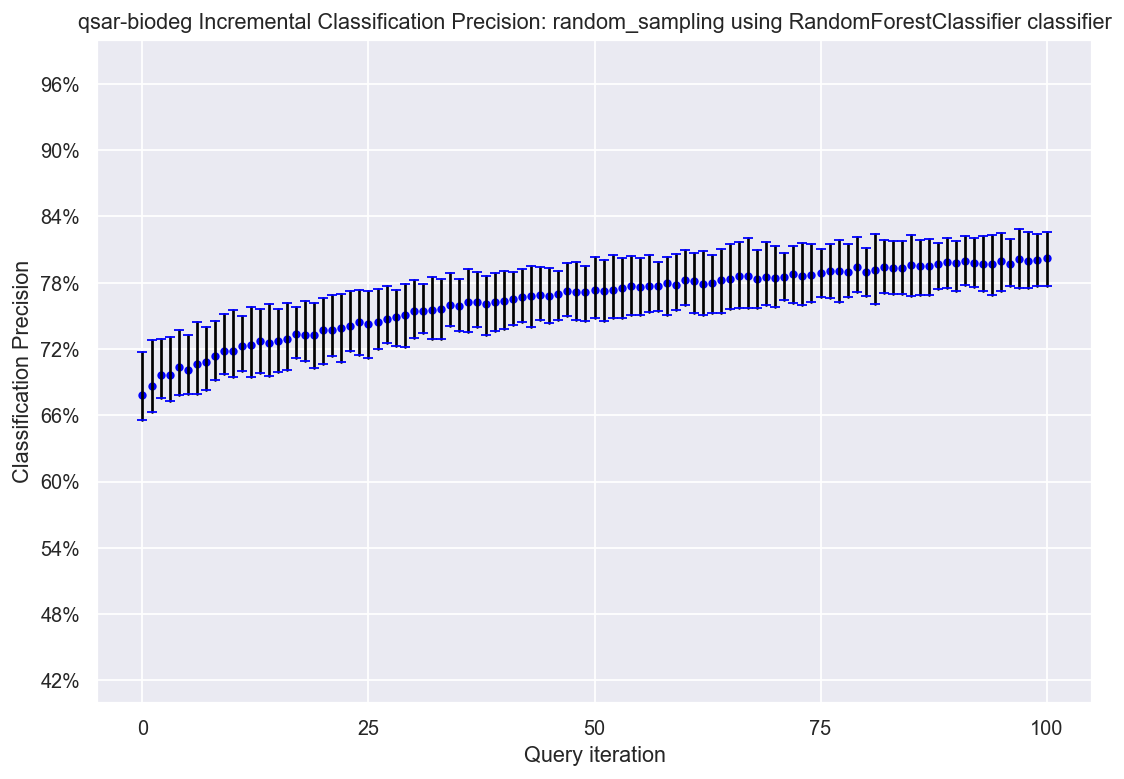 qsar-biodeg Incremental Classification Precision: random_sampling using RandomForestClassifier classifier
96%
90%
84%
78%
72%
66%
60%
54%
48%
42%
Classification Precision
0 25 50 75 100
Query iteration